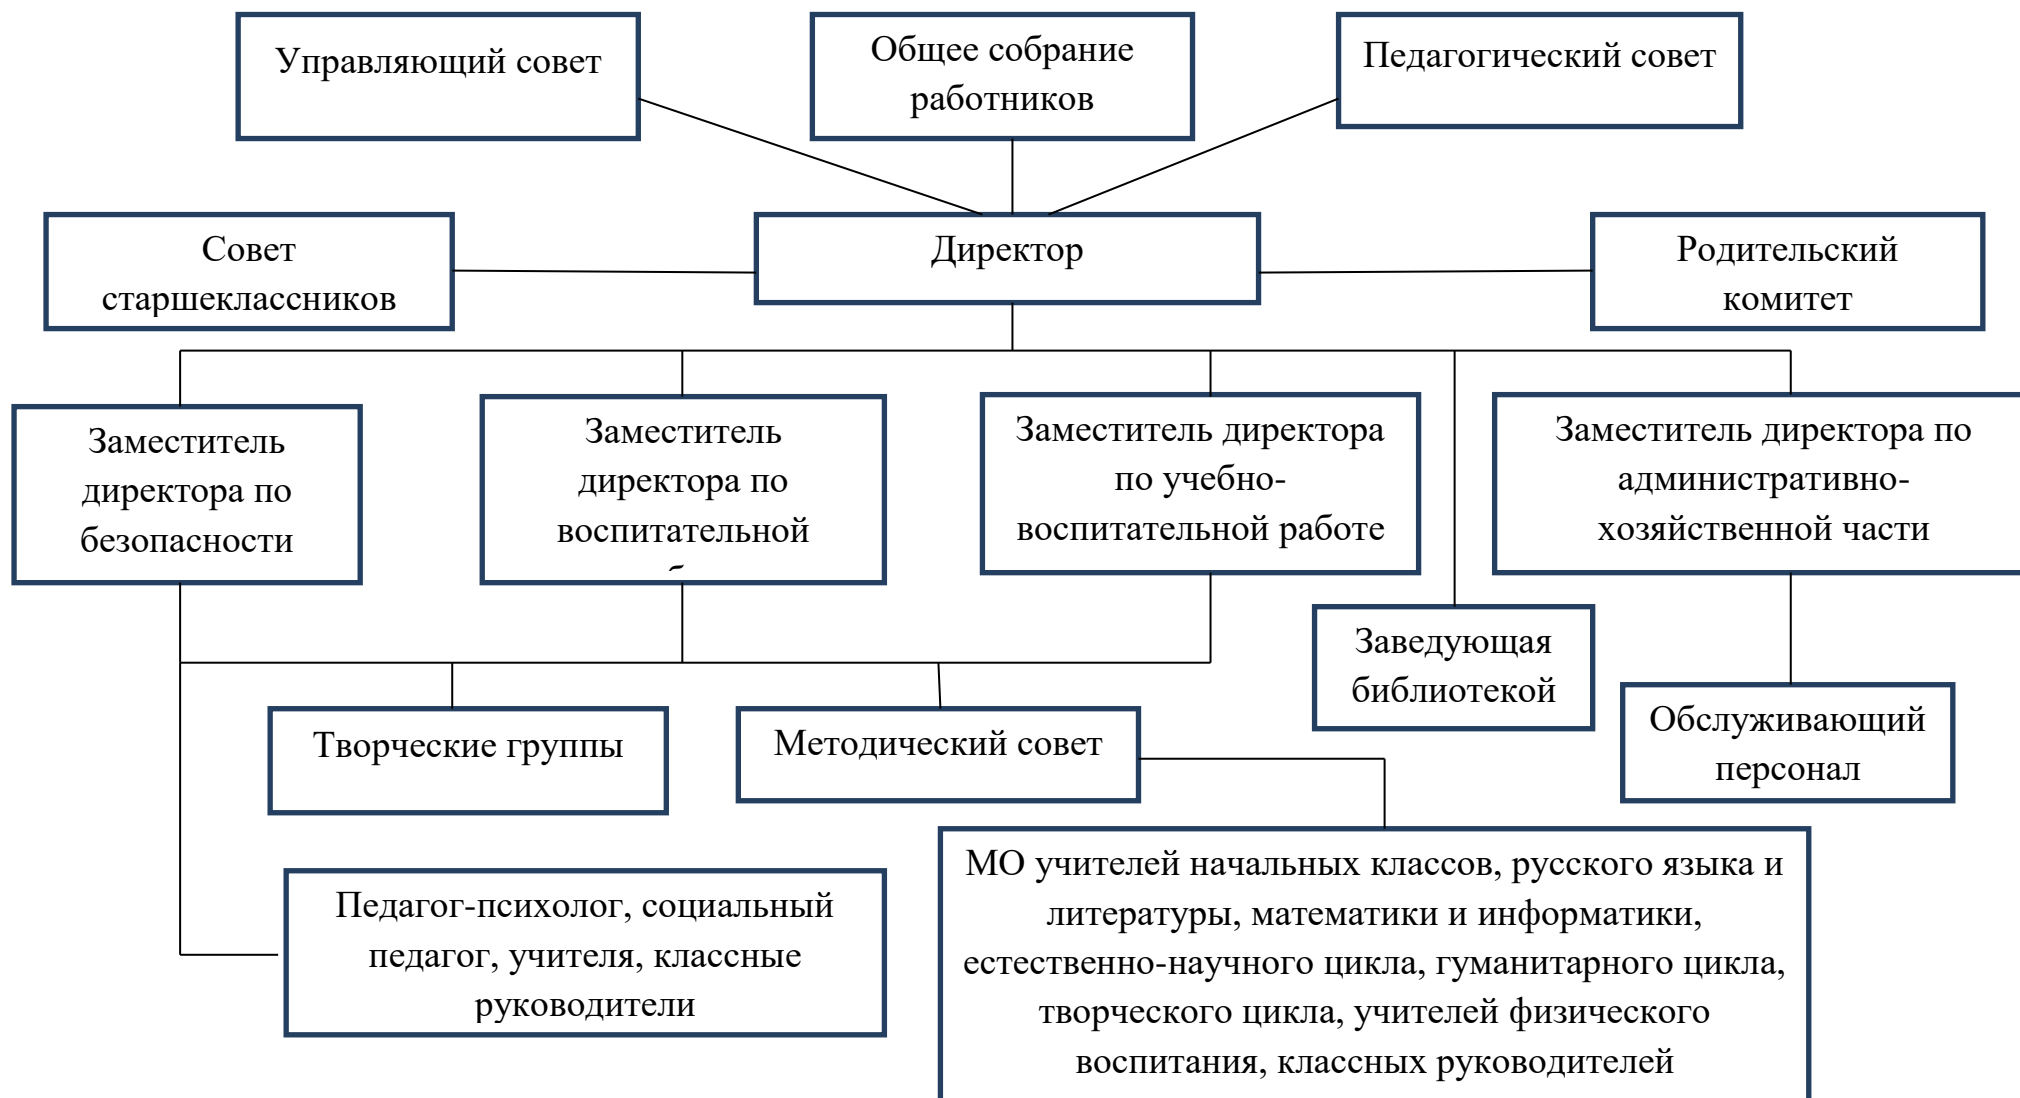 Управляющий совет
Общее собрание
работников
Педагогический совет
Совет
старшеклассников
Директор
Родительский
комитет
Заместитель
директора по
безопасности
Заместитель
директора по
воспитательной
Заместитель директора
по учебно-
воспитательной работе
Заместитель директора по
административно-
хозяйственной части
Заведующая
библиотекой
Обслуживающий
персонал
Творческие группы
Методический совет
Педагог-психолог, социальный
педагог, учителя, классные
руководители
МО учителей начальных классов, русского языка и
литературы, математики и информатики,
естественно-научного цикла, гуманитарного цикла,
творческого цикла, учителей физического
воспитания, классных руководителей